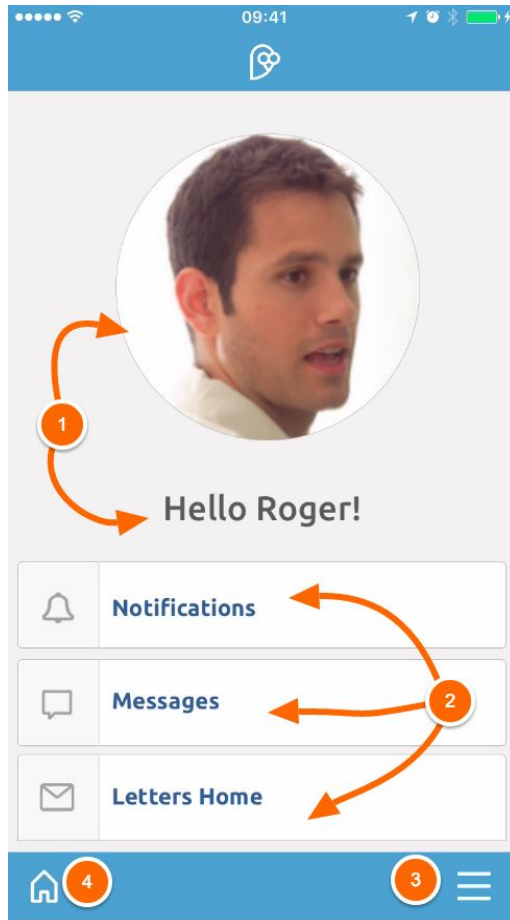 09:41
1
Hello Roger!
Notifications
Messages
2
Letters Home
4
3